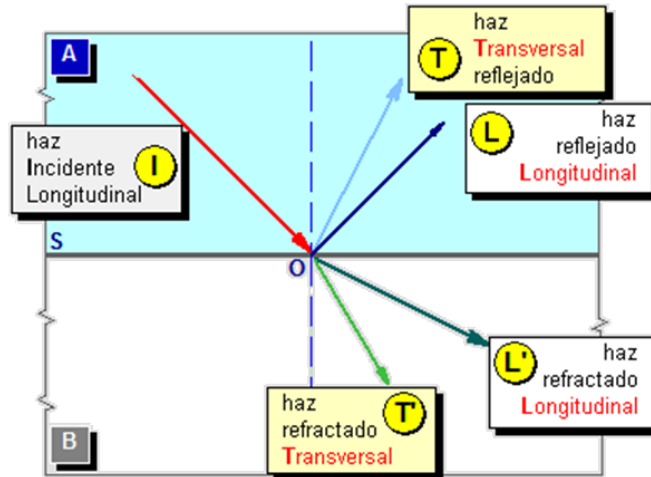 A
haz
Transversal
reflejado
T
haz
reflejado
Longitudinal
L
haz
Incidente
Longitudinal
I
S
O
haz
refractado
Longitudinal
L'
haz
refractado
Transversal
T'
B